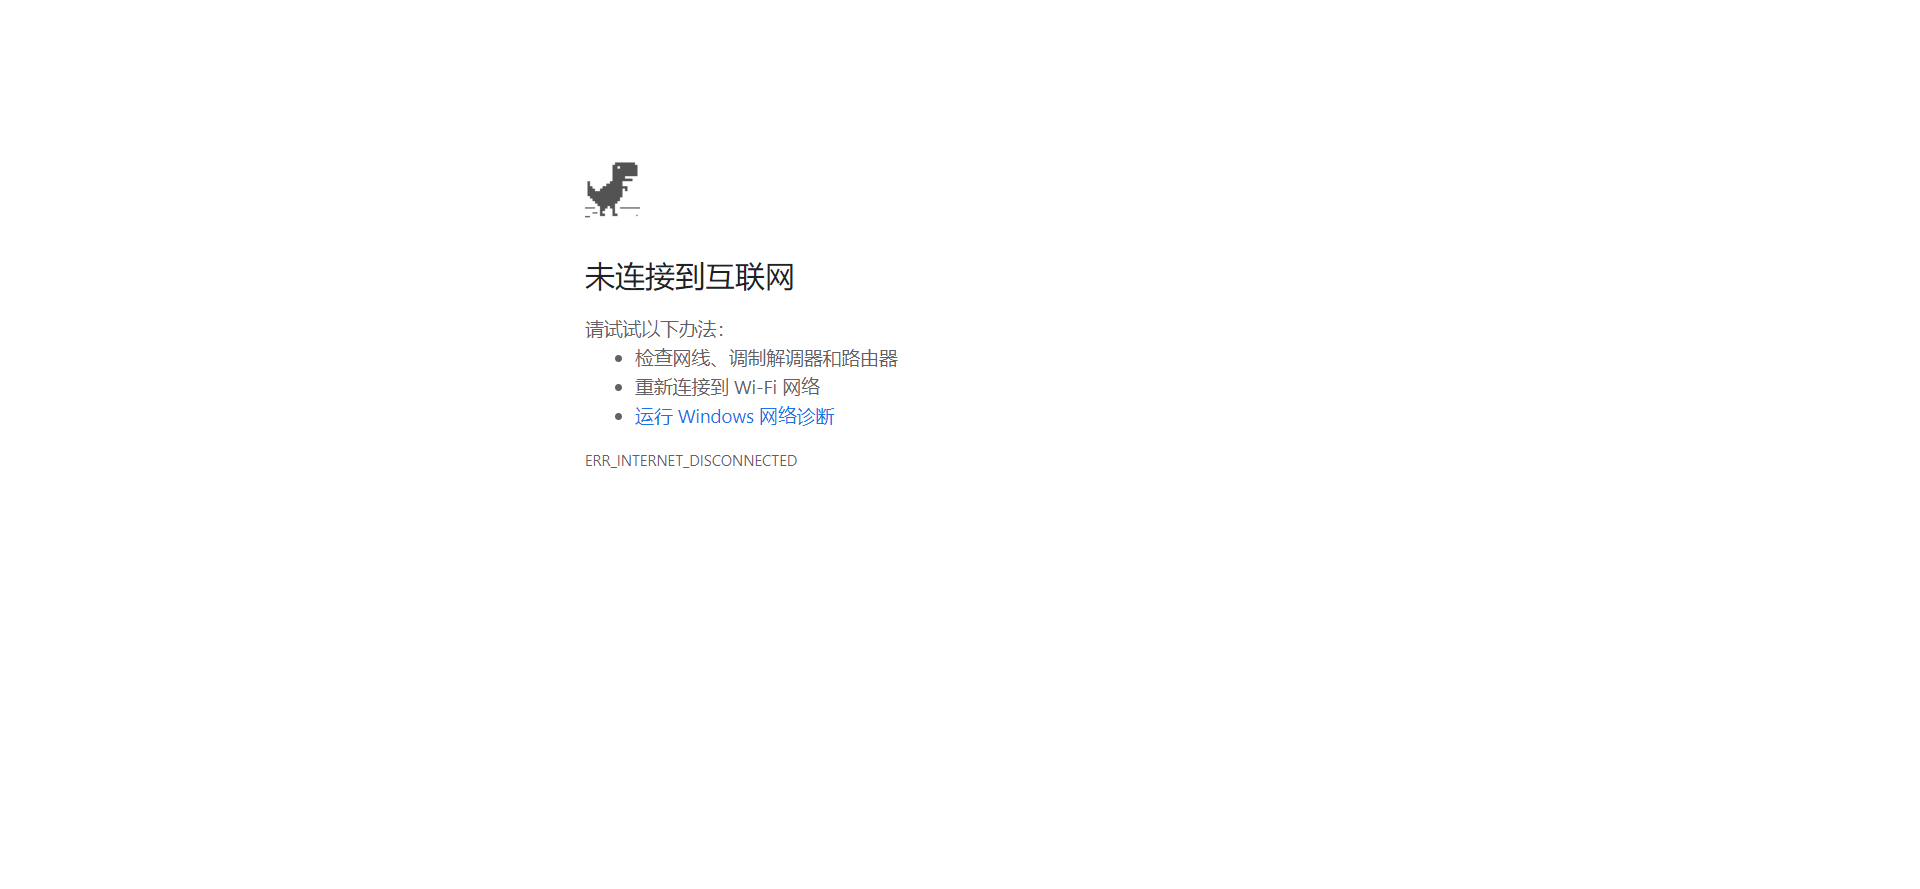 未连接到互联网
请试试以下办法：
检查网线、调制解调器和路由器
重新连接到 Wi-Fi 网络
运行 Windows 网络诊断
ERR_INTERNET_DISCONNECTED